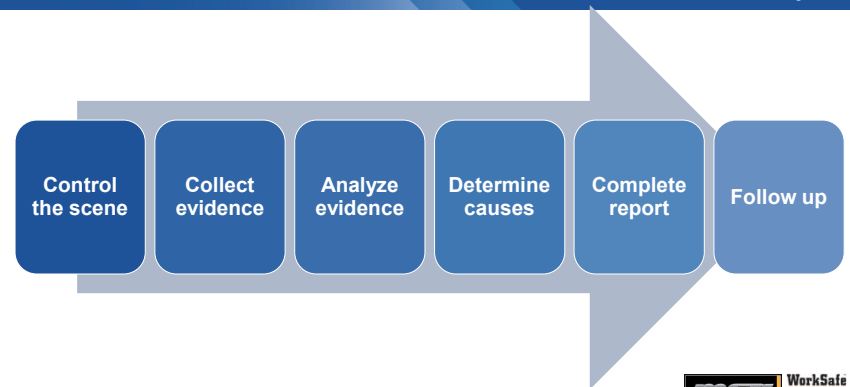 Control
the scene
Collect
evidence
Analyze
evidence
Determine
causes
Complete
report
Follow up
WorkSafe